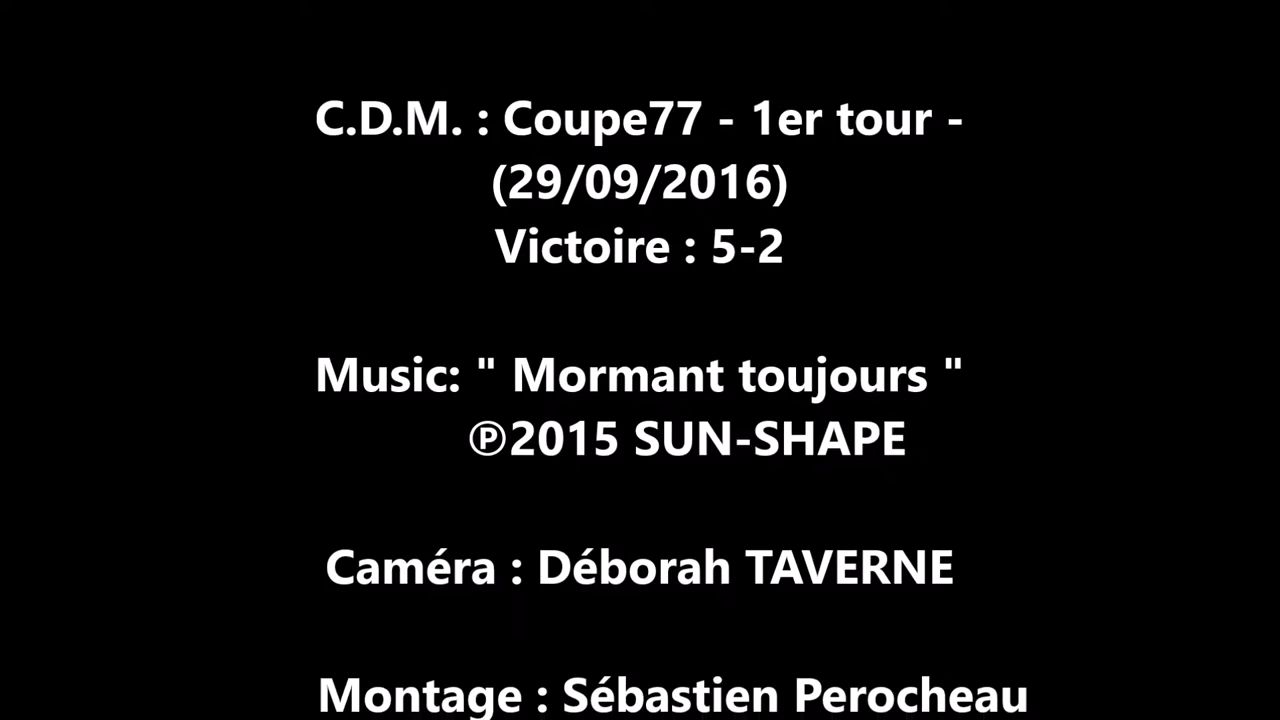 C.D.M. : Coupe77 - 1er tour -
(29/09/2016)
Victoire : 5-2
Music: " Mormant toujours "
℗2015 SUN-SHAPE
Caméra : Déborah TAVERNE
Montage : Sébastien Perocheau